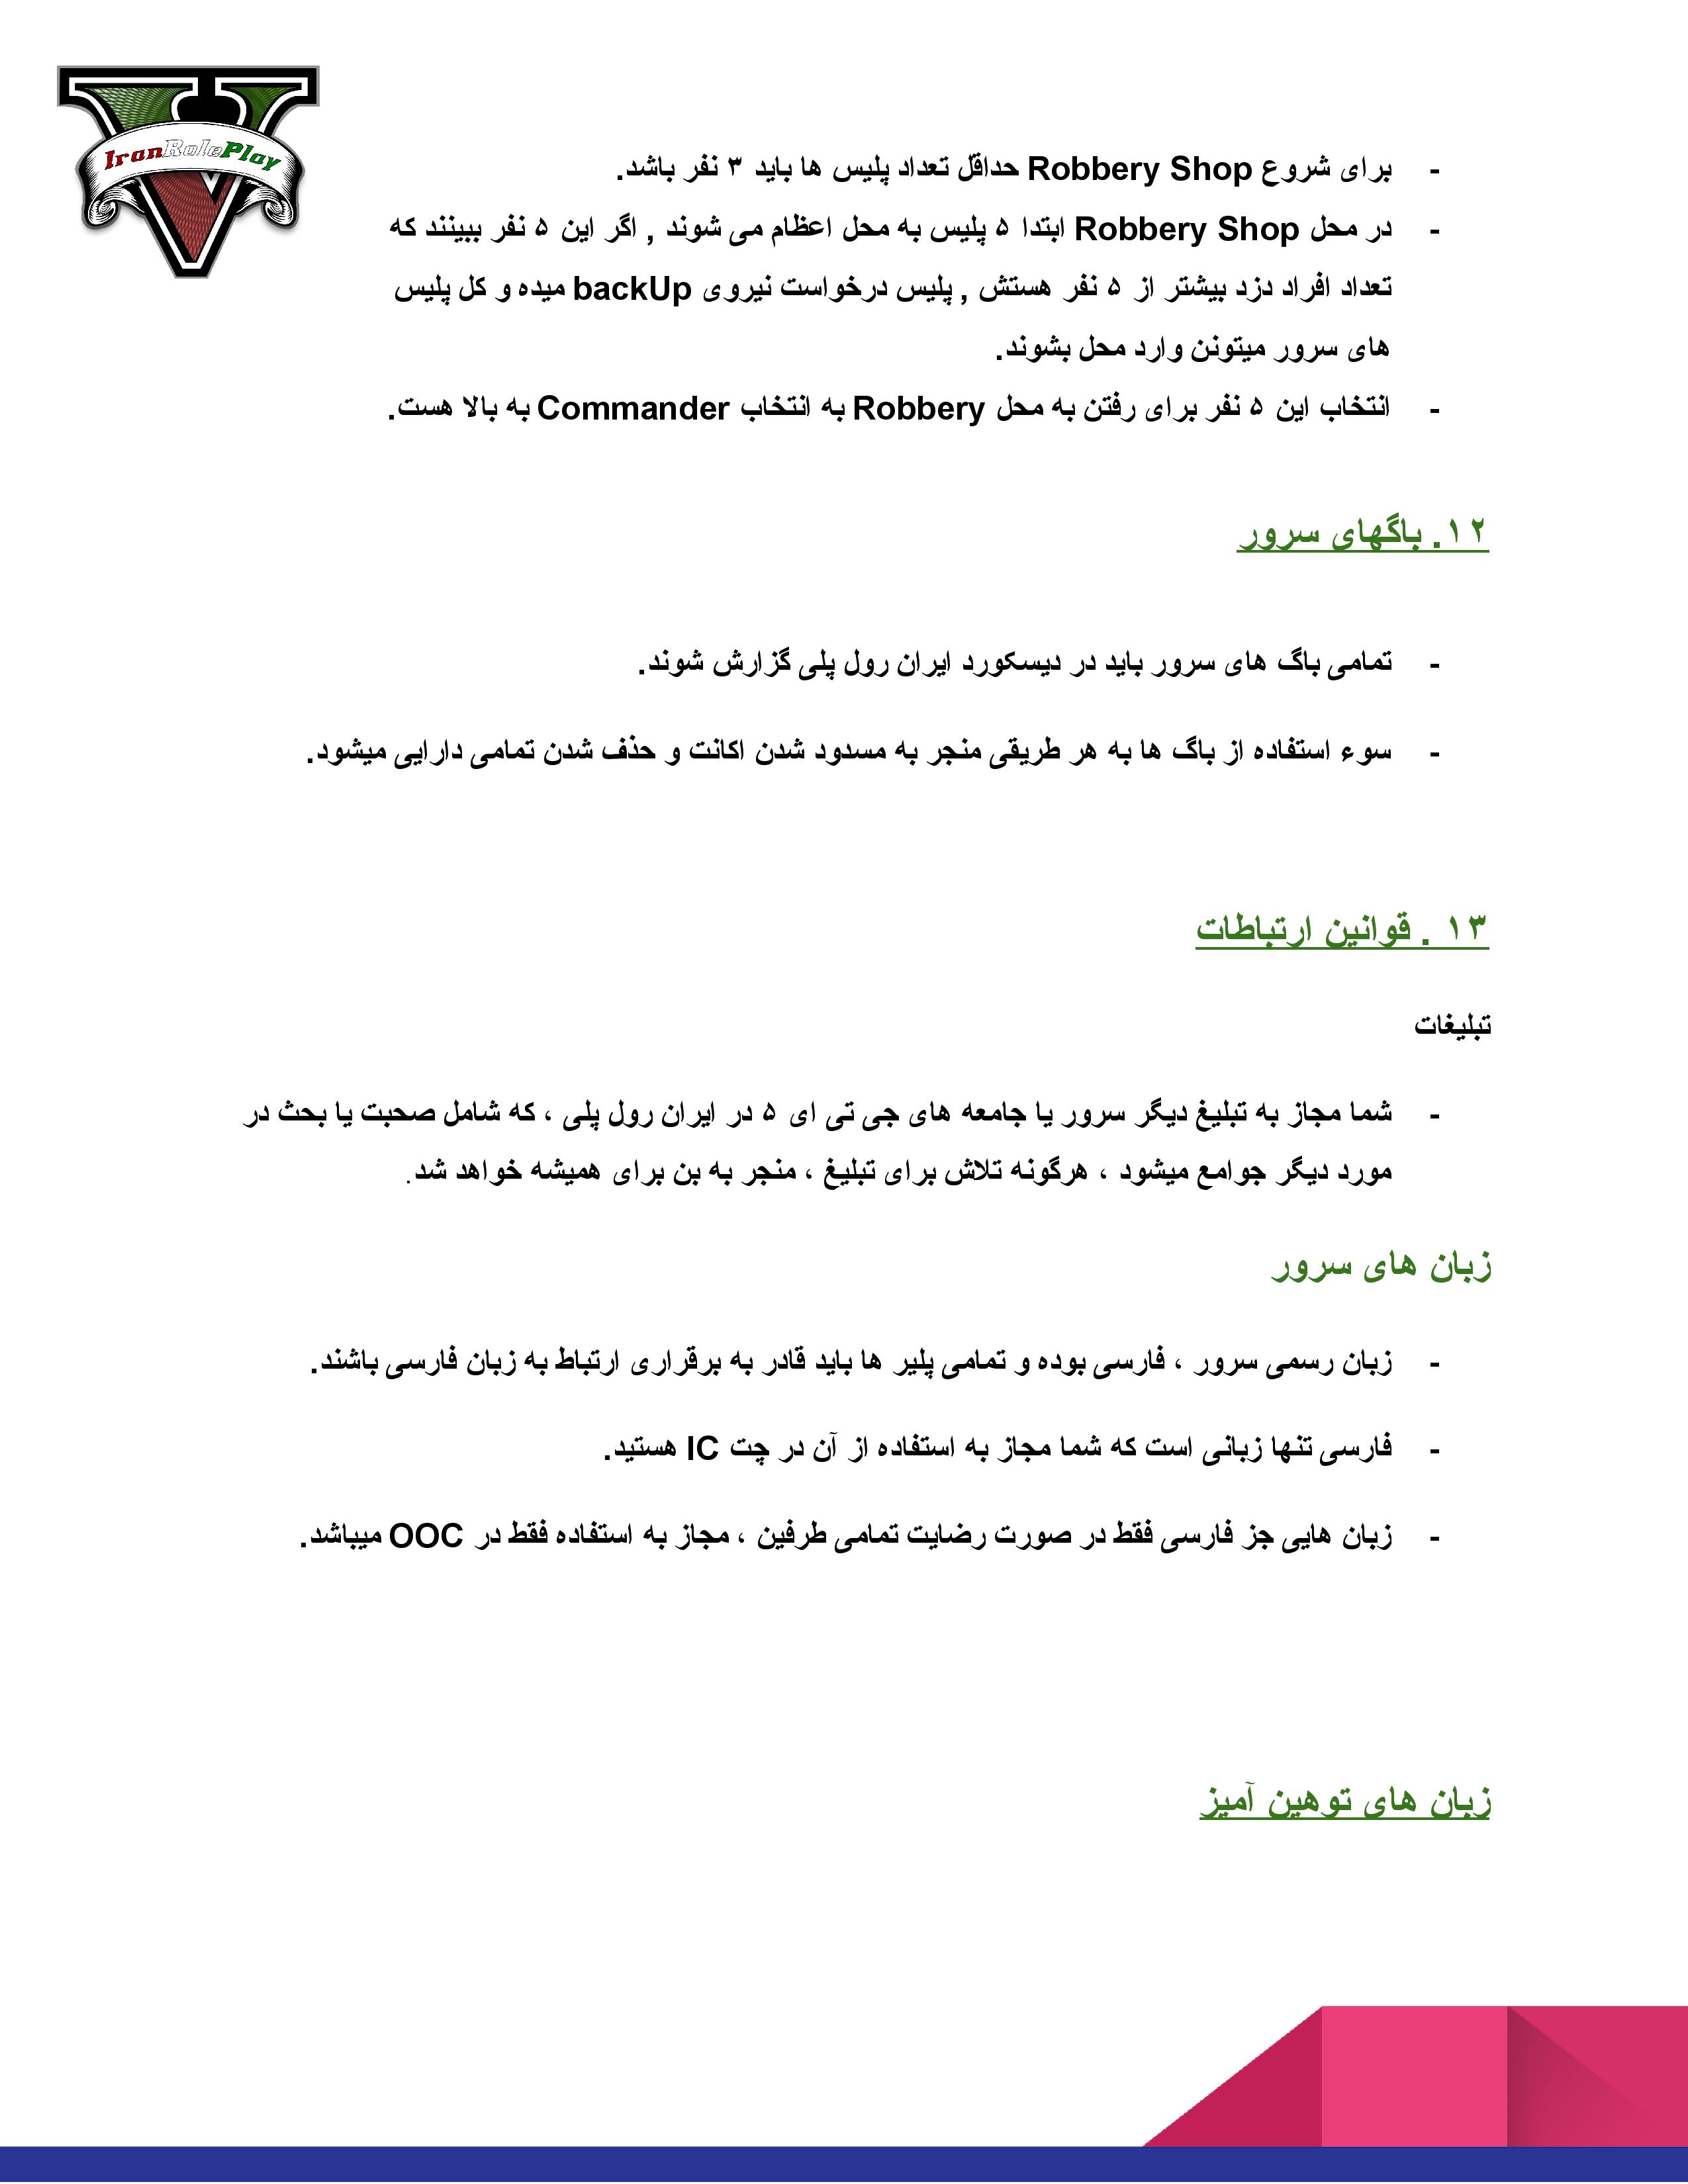 IranRolePlay
- برای شروع Robbery Shop حداقل تعداد پلیس ها باید ۳ نفر باشد.
- در محل Robbery Shop ابتدا ۵ پلیس به محل اعظام می شوند , اگر این ۵ نفر ببینند که
تعداد افراد دزد بیشتر از ۵ نفر هستش , پلیس درخواست نیروی backUp میده و کل پلیس
های سرور میتونن وارد محل بشوند.
- انتخاب این ۵ نفر برای رفتن به محل Robbery به انتخاب Commander به بالا هست.
۱۲. باگهای سرور
- تمامی باگ های سرور باید در دیسکورد ایران رول پلی گزارش شوند.
- سوء استفاده از باگ ها به هر طریقی منجر به مسدود شدن اکانت و حذف شدن تمامی دارایی میشود.
۱۳ . قوانین ارتباطات
تبلیغات
- شما مجاز به تبلیغ دیگر سرور یا جامعه های جی تی ای ۵ در ایران رول پلی ، که شامل صحبت یا بحث در
مورد دیگر جوامع میشود ، هرگونه تلاش برای تبلیغ ، منجر به بن برای همیشه خواهد شد.
زبان های سرور
- زبان رسمی سرور ، فارسی بوده و تمامی پلیر ها باید قادر به برقراری ارتباط به زبان فارسی باشند.
- فارسی تنها زبانی است که شما مجاز به استفاده از آن در چت IC هستید.
- زبان هایی جز فارسی فقط در صورت رضایت تمامی طرفین ، مجاز به استفاده فقط در OOC میباشد.
زبان های توهین آمیز